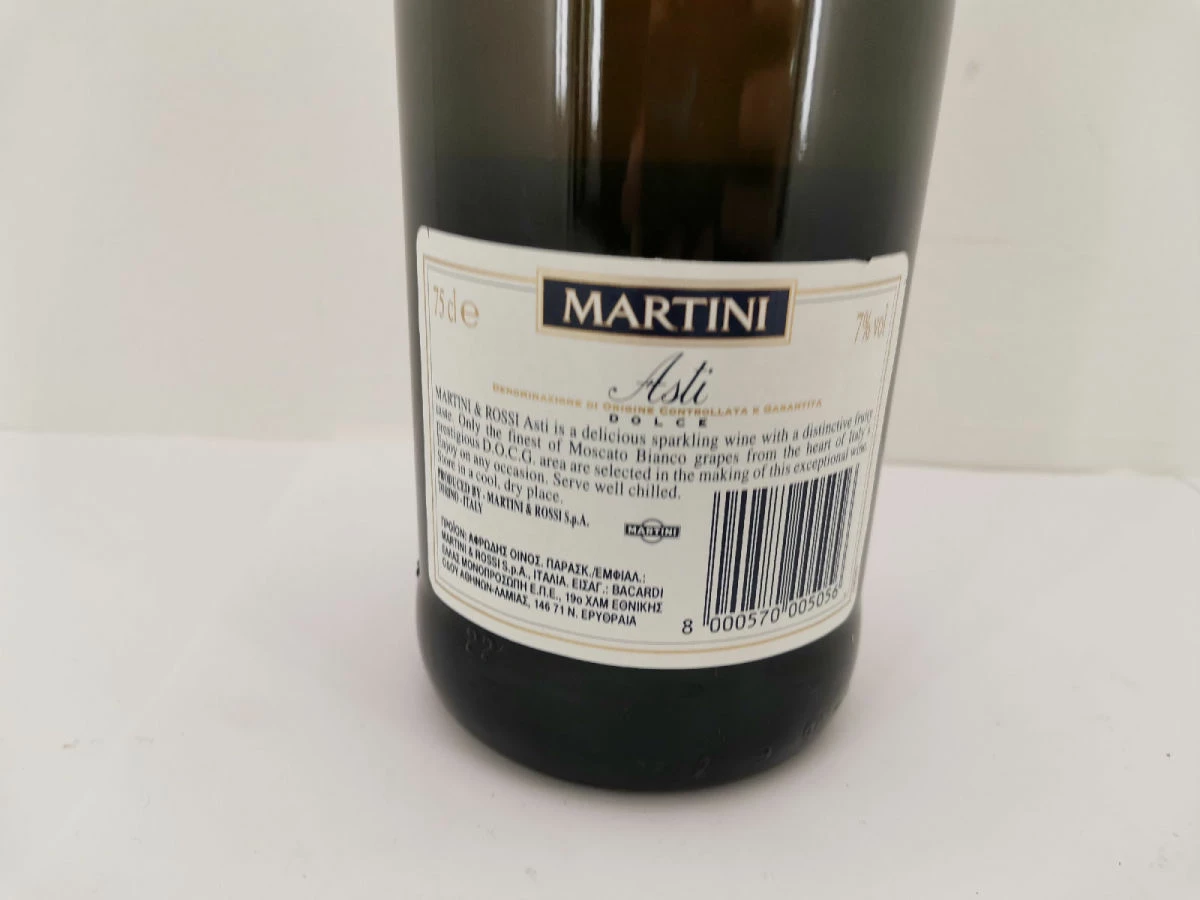 75 cl e
MARTINI
7% vol
Asti
DENOMINAZIONE DI ORIGINE CONTROLLATA E GARANTITA
DOLCE
MARTINI & ROSSI Asti is a delicious sparkling wine with a distinctive fruity
taste. Only the finest of Moscato Bianco grapes from the heart of Italy's
prestigious D.O.C.G. area are selected in the making of this exceptional wine.
Enjoy on any occasion. Serve well chilled.
Store in a cool, dry place.
PRODUCED BY - MARTINI & ROSSI S.p.A.
TORINO - ITALY
MARTINI
ΠΡΟΪΟΝ: ΑΦΡΩΔΗΣ ΟΙΝΟΣ. ΠΑΡΑΣΚ./ΕΜΦΙΑΛ.:
MARTINI & ROSSI S.p.A., ΙΤΑΛΙΑ. ΕΙΣΑΓ.: BACARDI
ΕΛΛΑΣ ΜΟΝΟΠΡΟΣΩΠΗ Ε.Π.Ε., 19ο ΧΛΜ ΕΘΝΙΚΗΣ
ΟΔΟΥ ΑΘΗΝΩΝ-ΛΑΜΙΑΣ, 146 71 Ν. ΕΡΥΘΡΑΙΑ
8 000570 005056
22